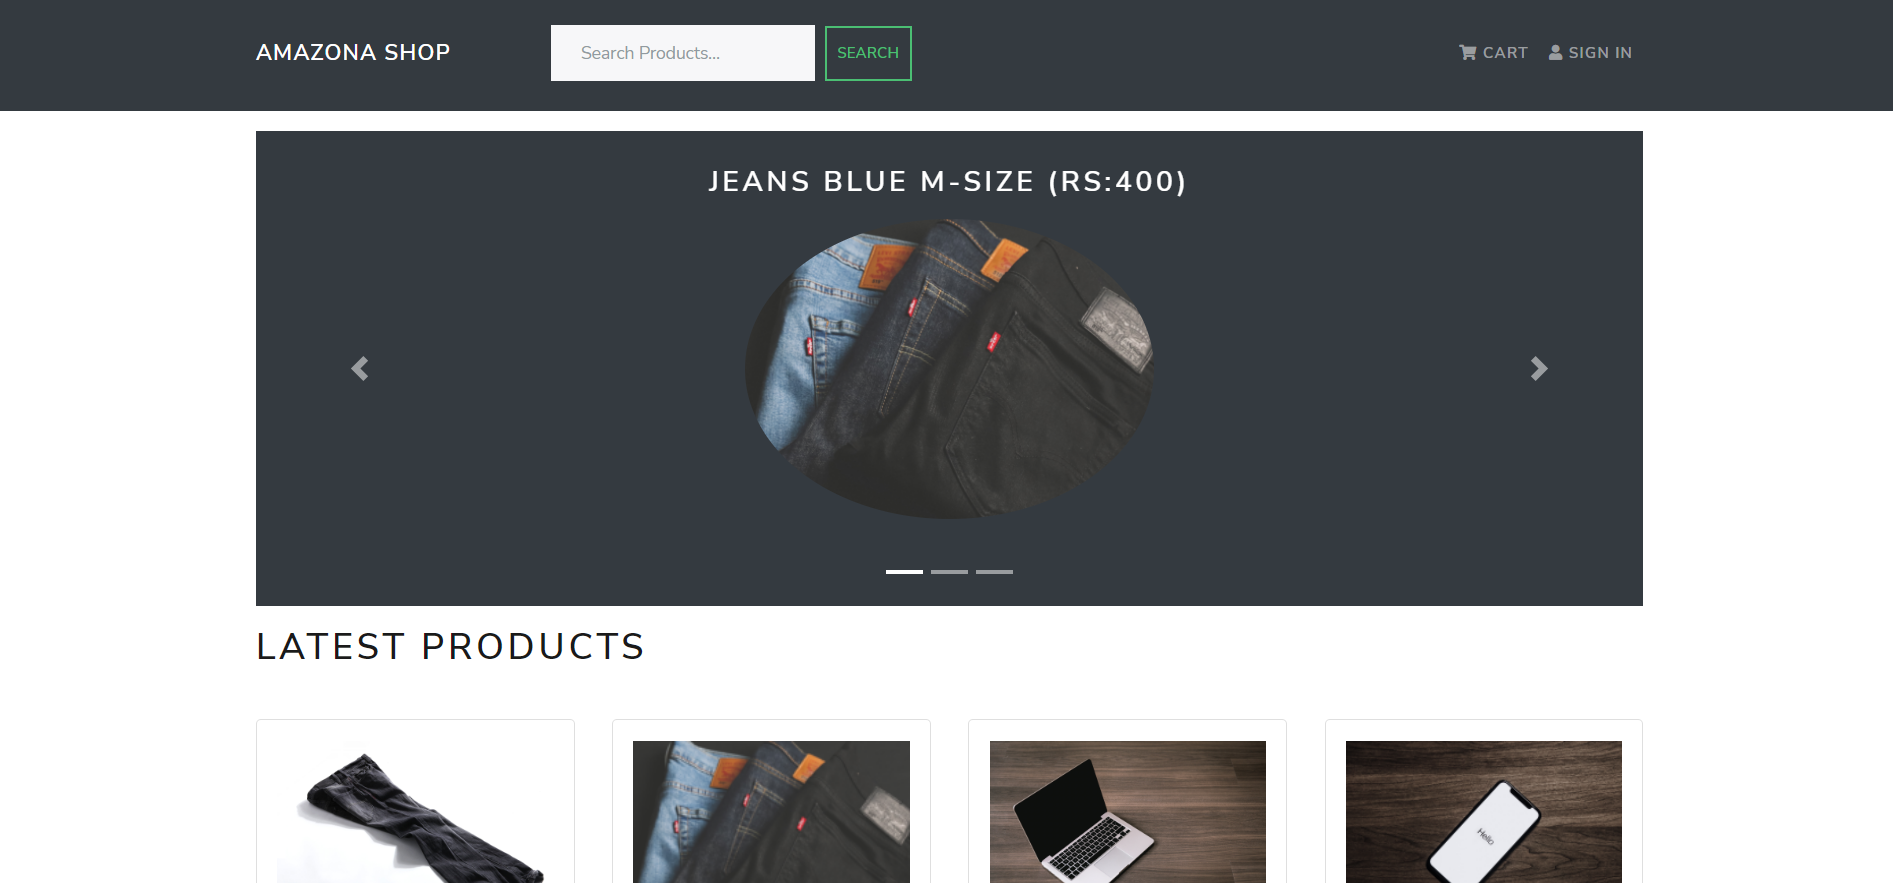 AMAZONA SHOP
Search Products...
SEARCH
CART
SIGN IN
JEANS BLUE M-SIZE (RS:400)
LATEST PRODUCTS
Hello